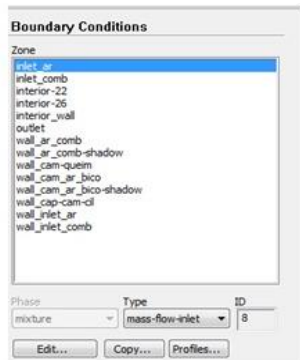 Boundary Conditions
Zone
inlet_ar
inlet_comb
interior-22
interior-26
interior_wall
outlet
wall_ar_comb
wall_ar_comb-shadow
wall_cam-queim
wall_cam_ar_bico
wall_cam_ar_bico-shadow
wall_cap-cam-cil
wall_inlet_ar
wall_inlet_comb
Phase Type ID
mixture mass-flow-inlet 8
Edit... Copy... Profiles...